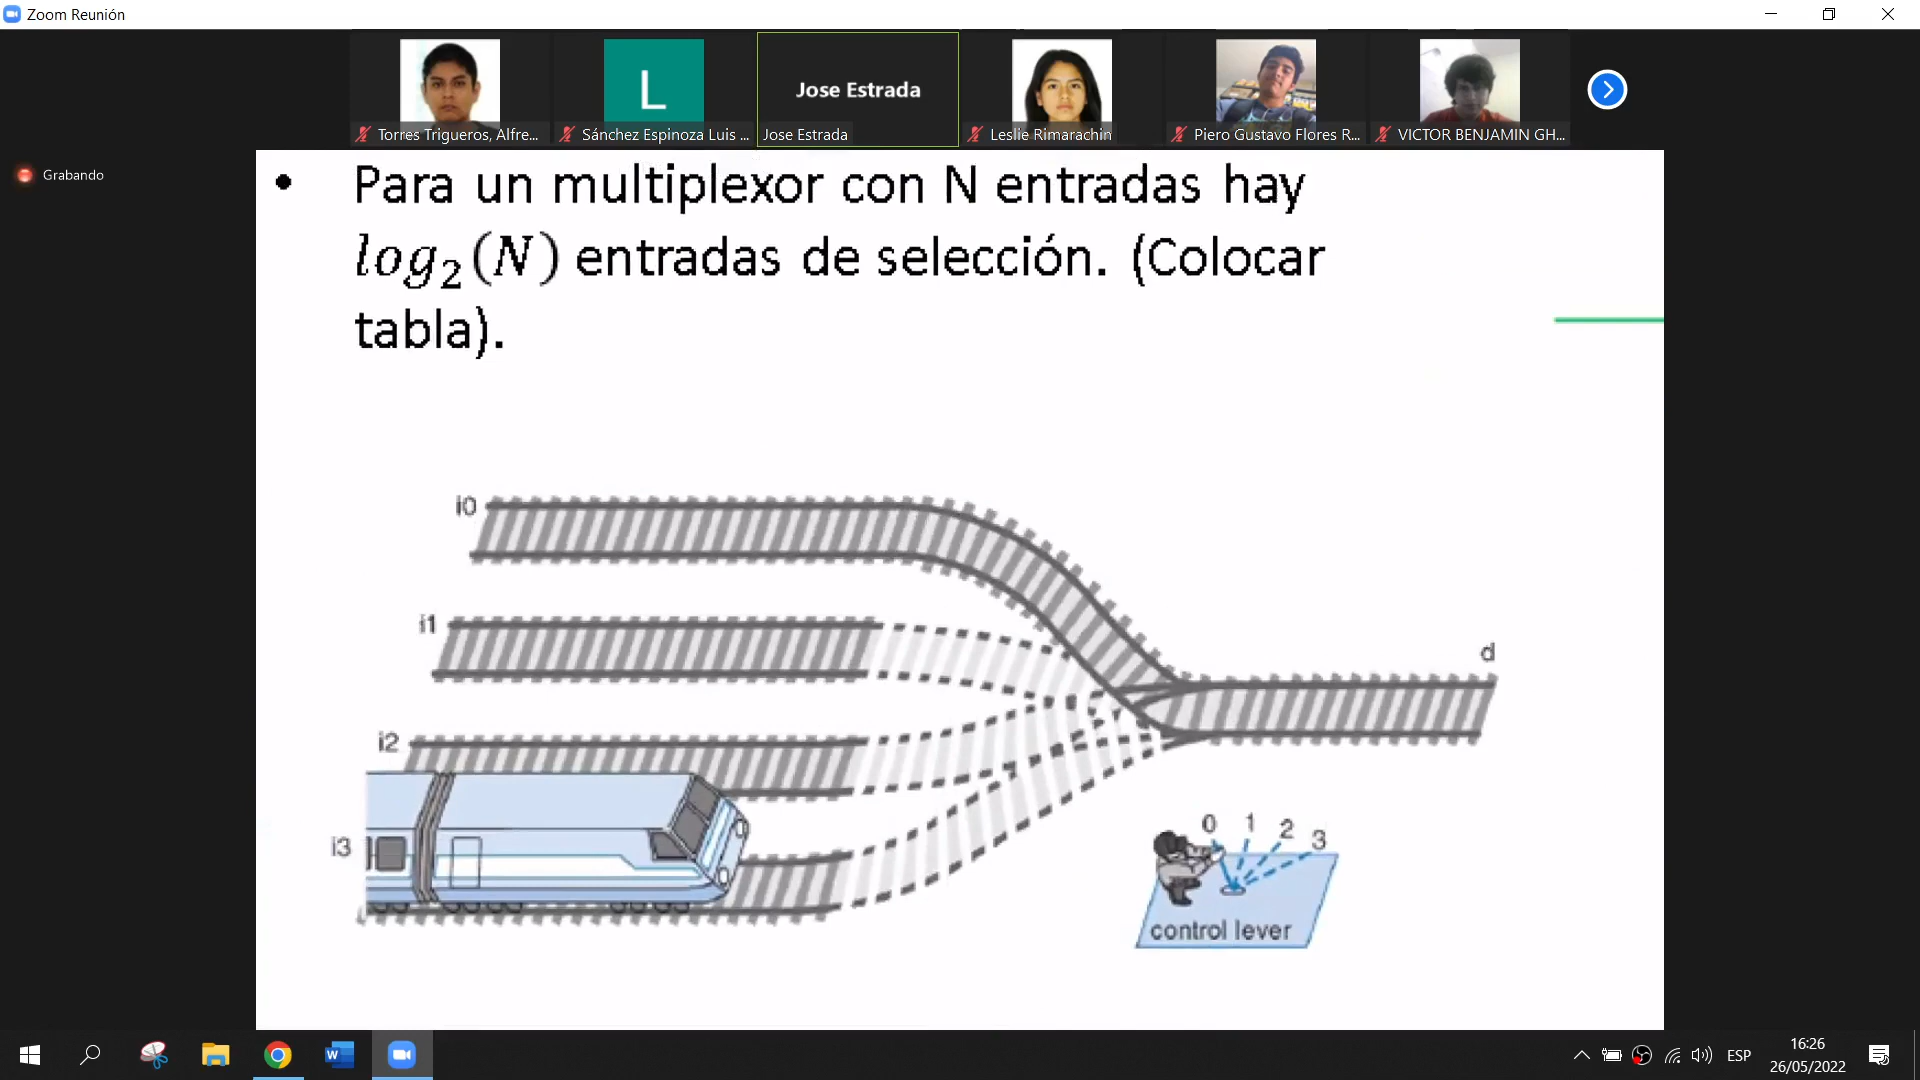 Zoom Reunión
L
Jose Estrada
Torres Trigueros, Alfre...
Sánchez Espinoza Luis ...
Jose Estrada
Leslie Rimarachin
Piero Gustavo Flores R...
VICTOR BENJAMIN GH...
Grabando
• Para un multiplexor con N entradas hay
log₂(N) entradas de selección. (Colocar
tabla).
i0
i1
d
i2
0 1 2 3
i3
control lever
W
ESP
16:26
26/05/2022